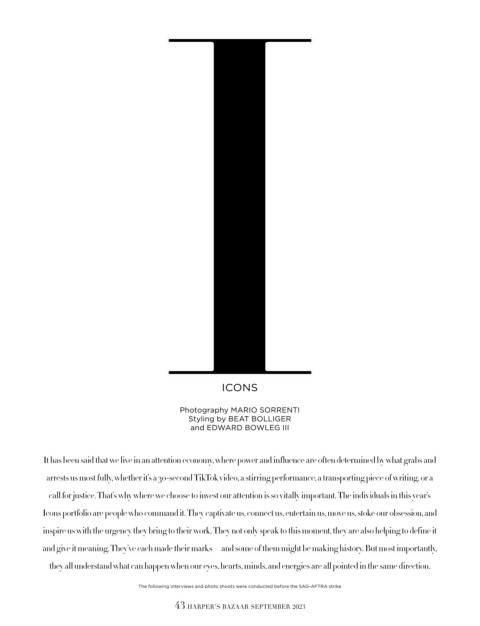 I
ICONS
Photography MARIO SORRENTI
Styling by BEAT BOLLIGER
and EDWARD BOWLEG III
It has been said that we live in an attention economy, where power and influence are often determined by what grabs and
arrests us most fully, whether it's a 30-second TikTok video, a stirring performance, a transporting piece of writing, or a
call for justice. That's why where we choose to invest our attention is so vitally important. The individuals in this year's
Icons portfolio are people who command it. They captivate us, connect us, entertain us, move us, stoke our obsession, and
inspire us with the urgency they bring to their work. They not only speak to this moment, they are also helping to define it
and give it meaning. They've each made their marks—and some of them might be making history. But most importantly,
they all understand what can happen when our eyes, hearts, minds, and energies are all pointed in the same direction.
The following interviews and photo shoots were conducted before the SAG-AFTRA strike
43 HARPER'S BAZAAR SEPTEMBER 2023